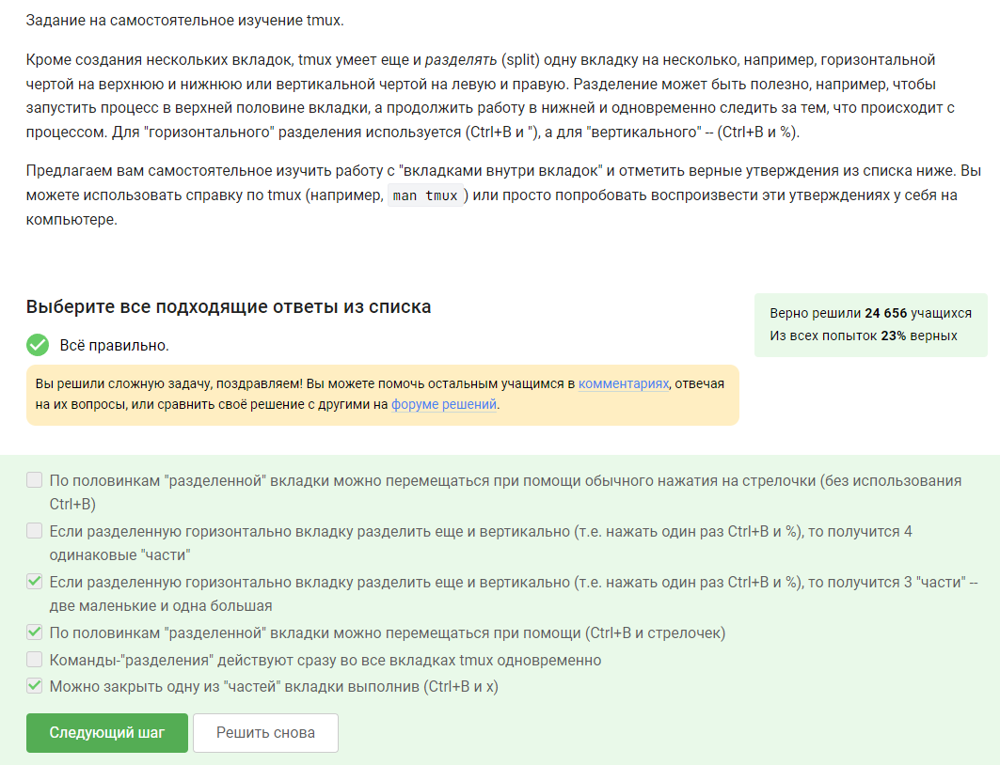 Задание на самостоятельное изучение tmux.
Кроме создания нескольких вкладок, tmux умеет еще и разделять (split) одну вкладку на несколько, например, горизонтальной
чертой на верхнюю и нижнюю или вертикальной чертой на левую и правую. Разделение может быть полезно, например, чтобы
запустить процесс в верхней половине вкладки, а продолжить работу в нижней и одновременно следить за тем, что происходит с
процессом. Для "горизонтального" разделения используется (Ctrl+B и "), а для "вертикального" -- (Ctrl+B и %).
Предлагаем вам самостоятельное изучить работу с "вкладками внутри вкладок" и отметить верные утверждения из списка ниже. Вы
можете использовать справку по tmux (например, man tmux ) или просто попробовать воспроизвести эти утверждениях у себя на
компьютере.
Выберите все подходящие ответы из списка
Верно решили 24 656 учащихся
Из всех попыток 23% верных
Всё правильно.
Вы решили сложную задачу, поздравляем! Вы можете помочь остальным учащимся в комментариях, отвечая
на их вопросы, или сравнить своё решение с другими на форуме решений.
По половинкам "разделенной" вкладки можно перемещаться при помощи обычного нажатия на стрелочки (без использования
Ctrl+B)
Если разделенную горизонтально вкладку разделить еще и вертикально (т.е. нажать один раз Ctrl+B и %), то получится 4
одинаковые "части"
Если разделенную горизонтально вкладку разделить еще и вертикально (т.е. нажать один раз Ctrl+B и %), то получится 3 "части" --
две маленькие и одна большая
По половинкам "разделенной" вкладки можно перемещаться при помощи (Ctrl+B и стрелочек)
Команды-"разделения" действуют сразу во все вкладках tmux одновременно
Можно закрыть одну из "частей" вкладки выполнив (Ctrl+B и x)
Следующий шаг
Решить снова